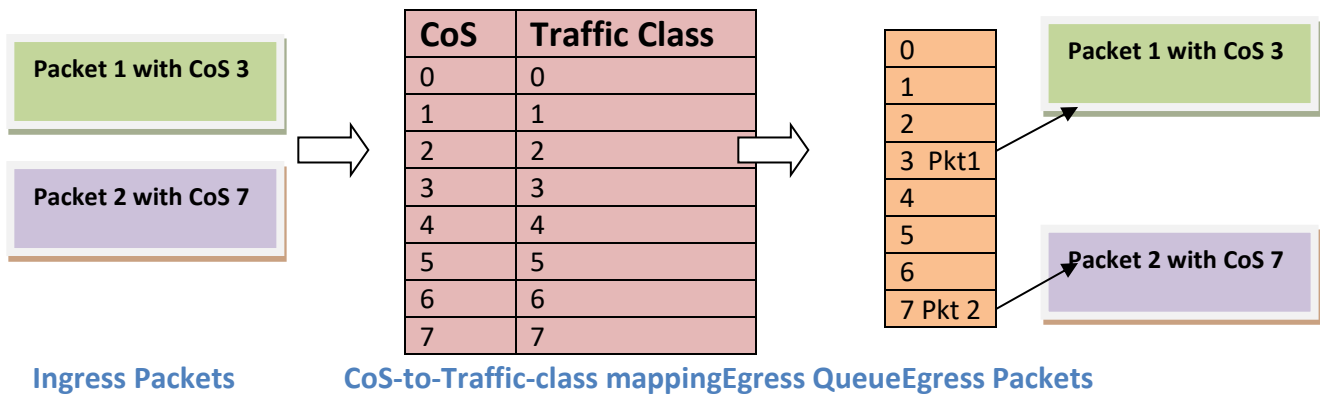 Packet 1 with CoS 3
Packet 2 with CoS 7
CoS Traffic Class
0 0
1 1
2 2
3 3
4 4
5 5
6 6
7 7
0
1
2
3 Pkt1
4
5
6
7 Pkt 2
Packet 1 with CoS 3
Packet 2 with CoS 7
Ingress Packets CoS-to-Traffic-class mappingEgress QueueEgress Packets